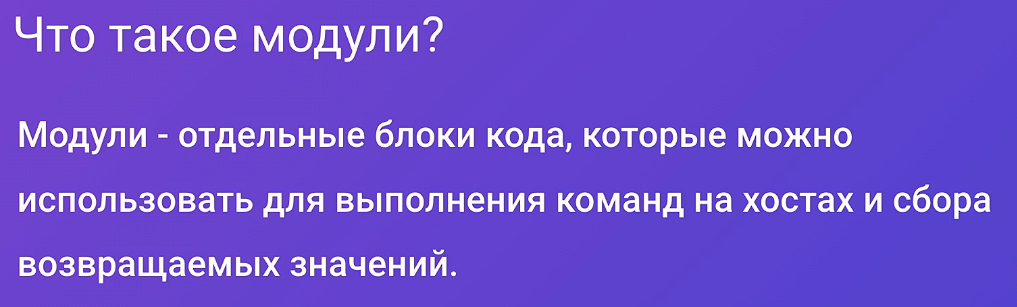 Что такое модули?
Модули - отдельные блоки кода, которые можно
использовать для выполнения команд на хостах и сбора
возвращаемых значений.